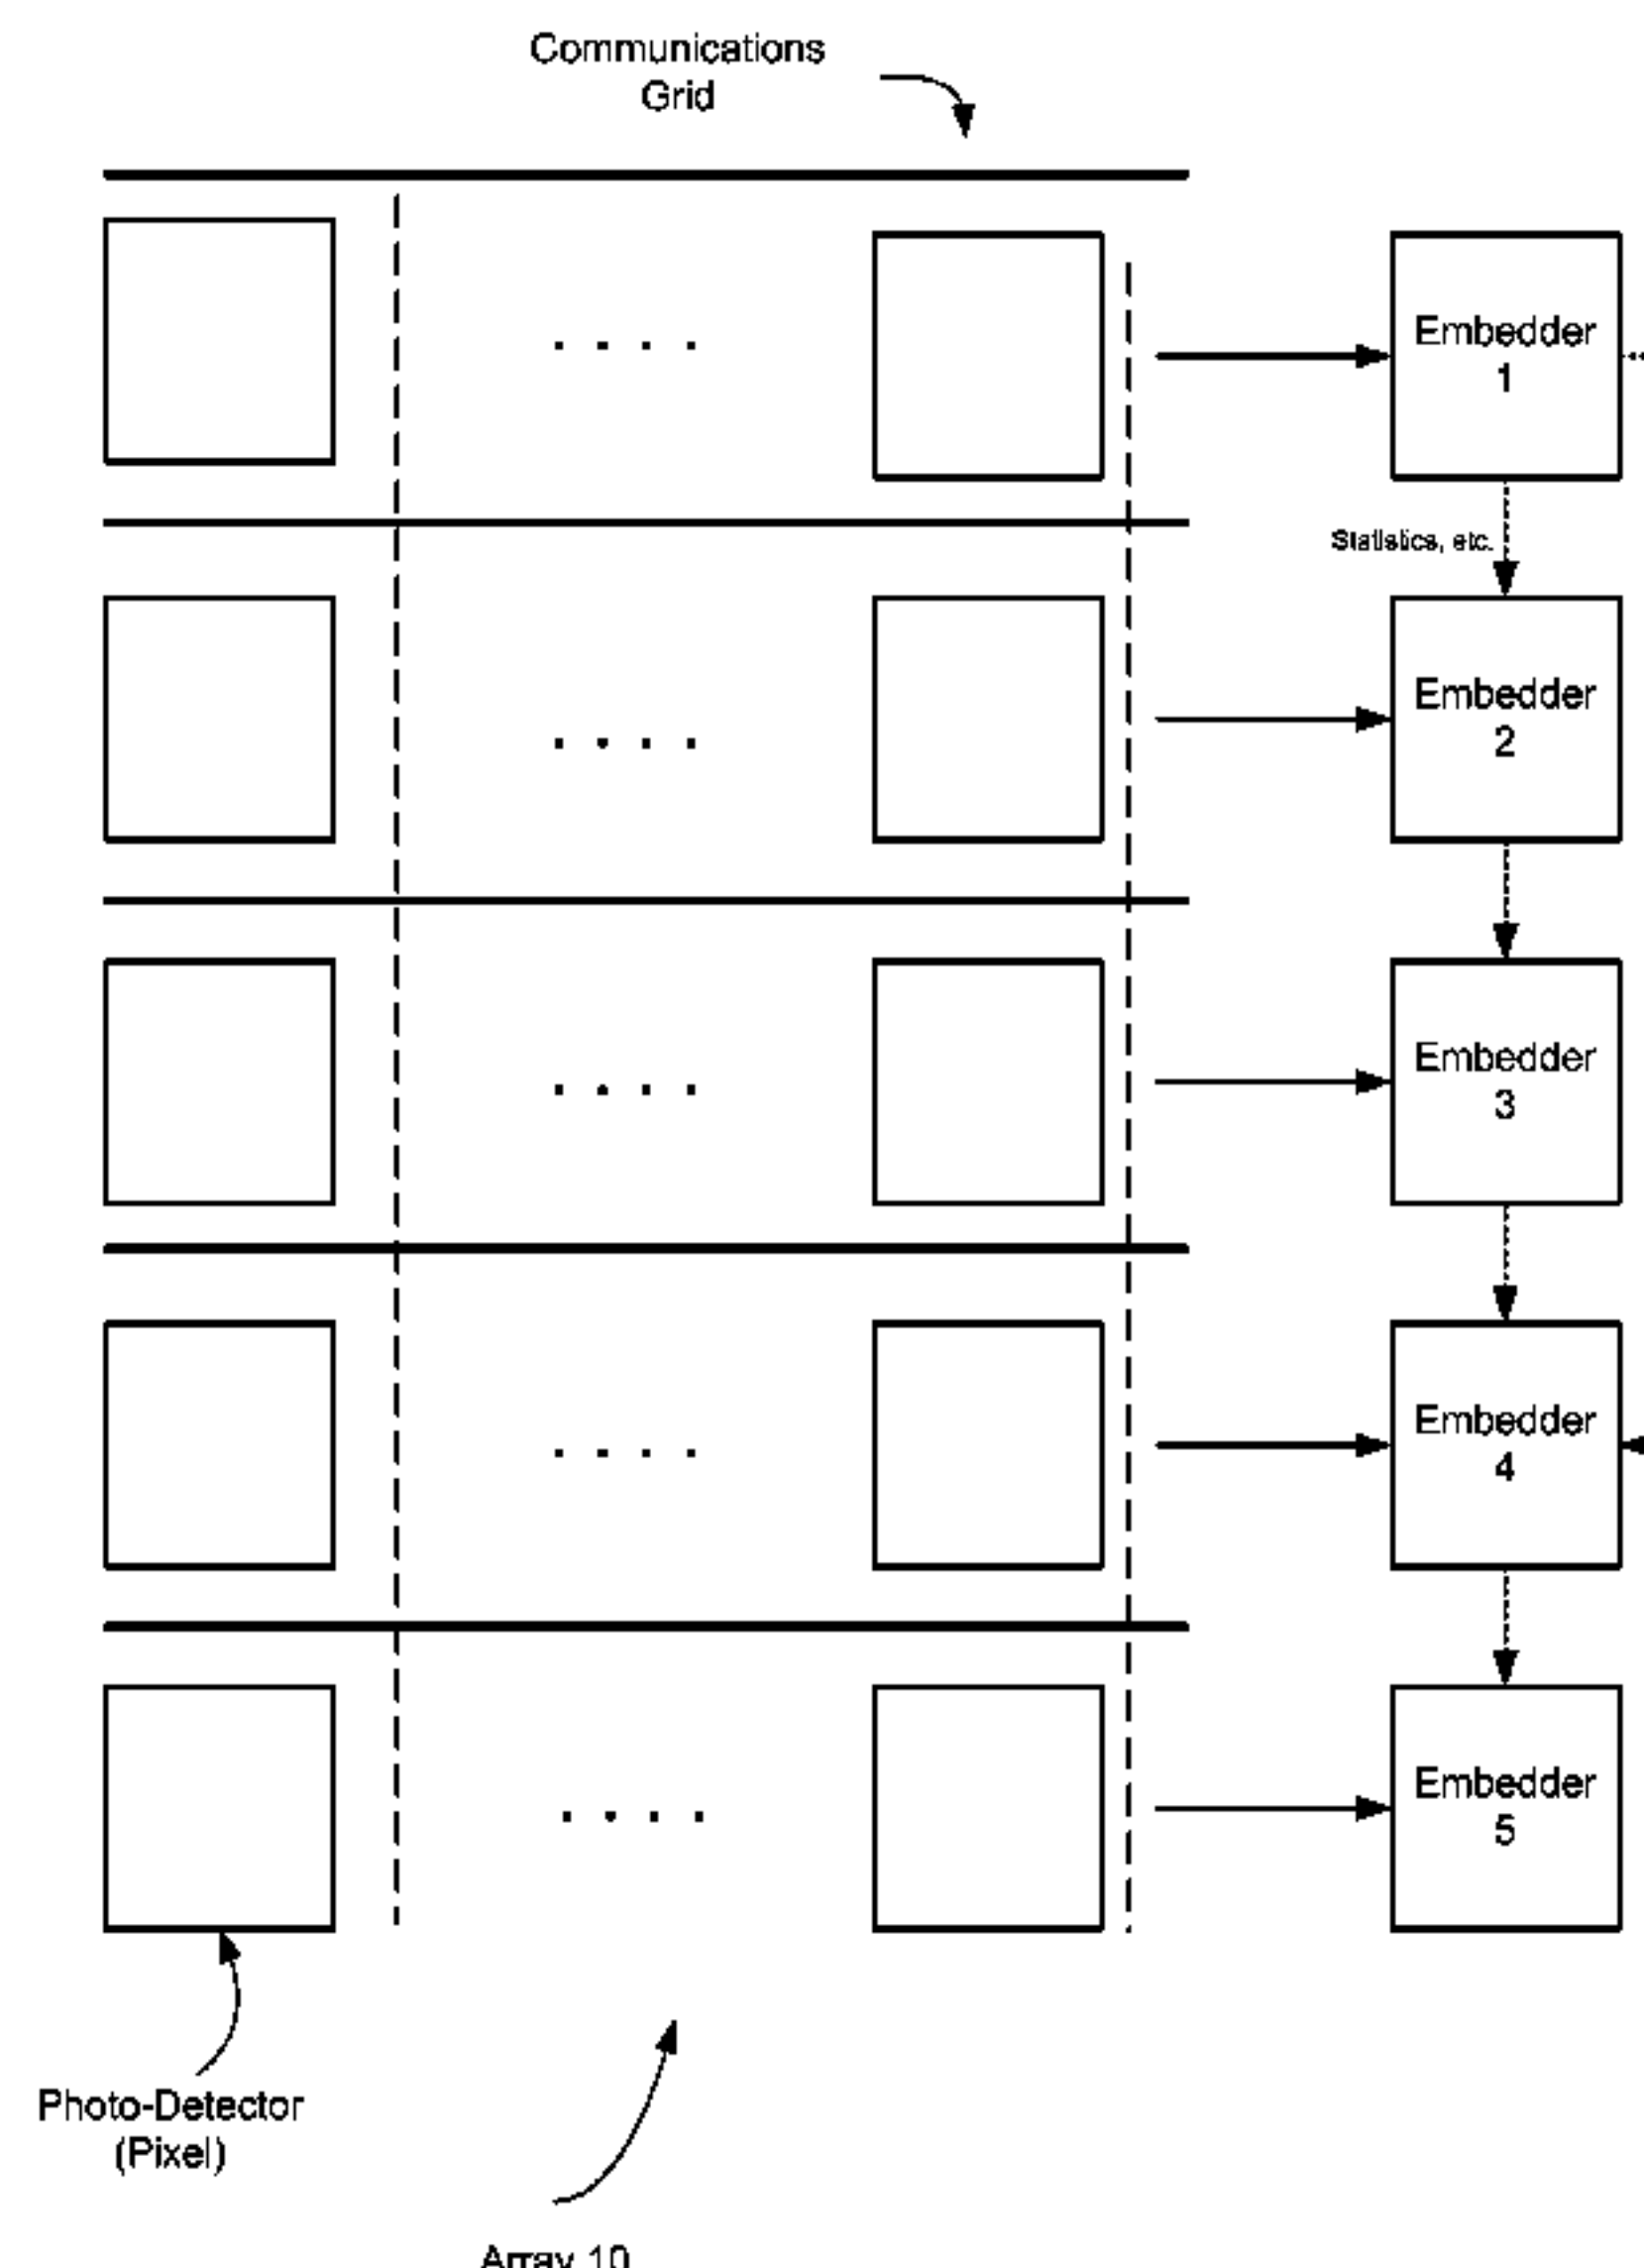 Communications
Grid
Embedder
1
Statistics, etc.
Embedder
2
Embedder
3
Embedder
4
Embedder
5
Photo-Detector
(Pixel)
Array 10